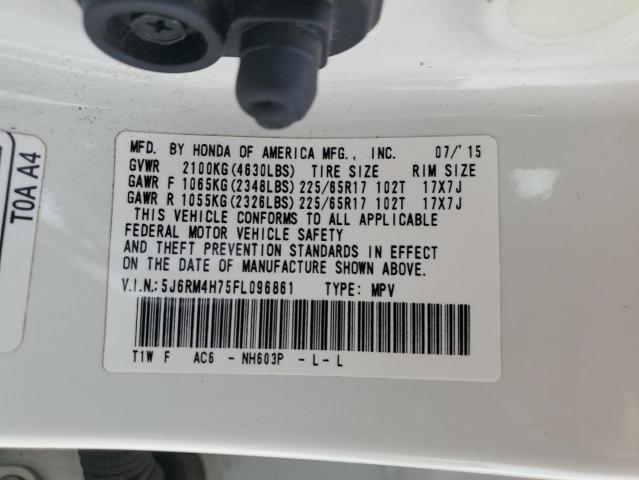 MFD. BY HONDA OF AMERICA MFG., INC. 07/'15
GVWR 2100KG(4630LBS) TIRE SIZE RIM SIZE
GAWR F 1065KG(2348LBS) 225/65R17 102T 17X7J
GAWR R 1055KG(2326LBS) 225/65R17 102T 17X7J
THIS VEHICLE CONFORMS TO ALL APPLICABLE
FEDERAL MOTOR VEHICLE SAFETY
AND THEFT PREVENTION STANDARDS IN EFFECT
ON THE DATE OF MANUFACTURE SHOWN ABOVE.
V.I.N.:5J6RM4H75FL096861 TYPE: MPV
T1W F AC6 - NH603P - L - L
T0A A4